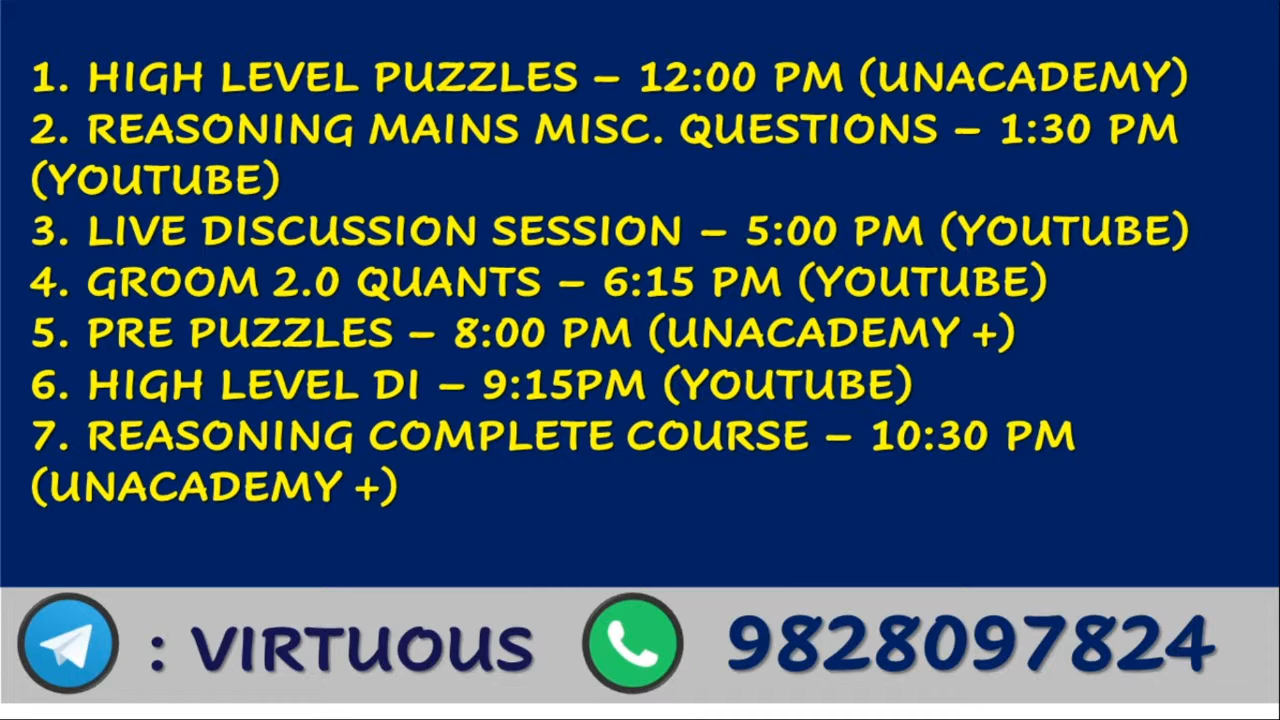 1. HIGH LEVEL PUZZLES – 12:00 PM (UNACADEMY)
2. REASONING MAINS MISC. QUESTIONS – 1:30 PM
(YOUTUBE)
3. LIVE DISCUSSION SESSION – 5:00 PM (YOUTUBE)
4. GROOM 2.0 QUANTS – 6:15 PM (YOUTUBE)
5. PRE PUZZLES – 8:00 PM (UNACADEMY +)
6. HIGH LEVEL DI – 9:15PM (YOUTUBE)
7. REASONING COMPLETE COURSE – 10:30 PM
(UNACADEMY +)
: VIRTUOUS 9828097824